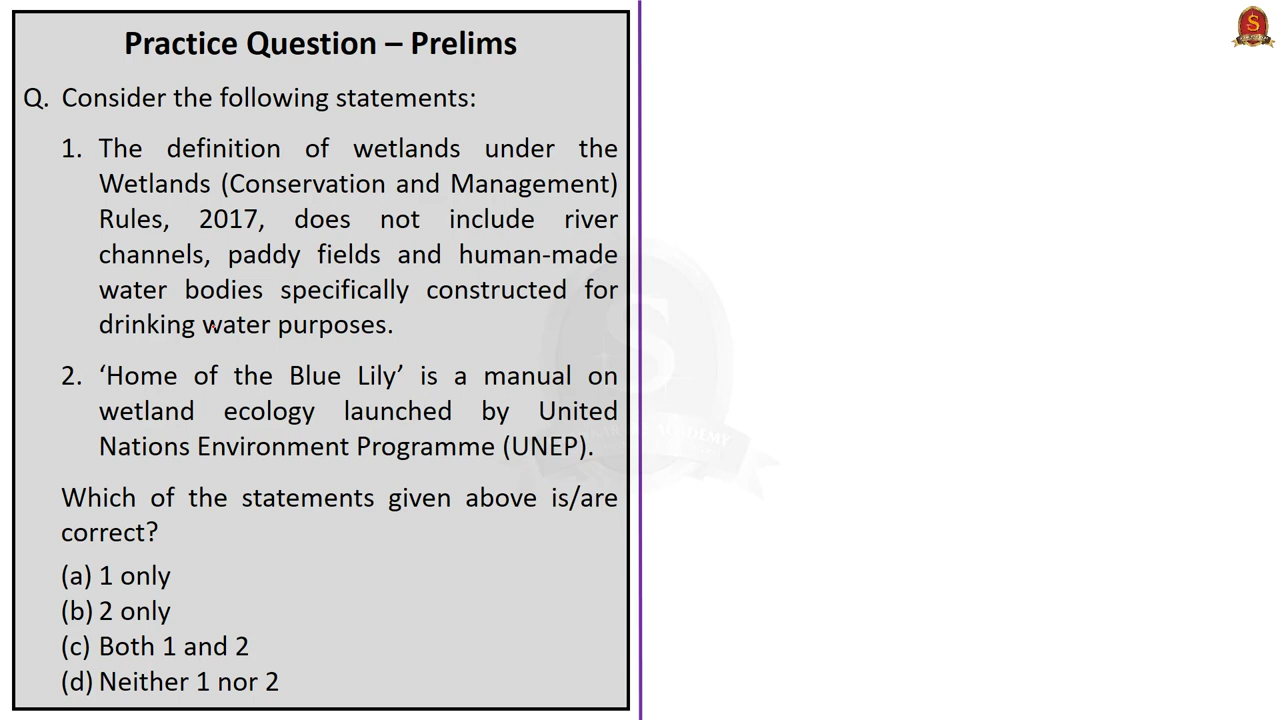 Practice Question – Prelims
Q. Consider the following statements:
1. The definition of wetlands under the
Wetlands (Conservation and Management)
Rules, 2017, does not include river
channels, paddy fields and human-made
water bodies specifically constructed for
drinking water purposes.
2. ‘Home of the Blue Lily’ is a manual on
wetland ecology launched by United
Nations Environment Programme (UNEP).
Which of the statements given above is/are
correct?
(a) 1 only
(b) 2 only
(c) Both 1 and 2
(d) Neither 1 nor 2